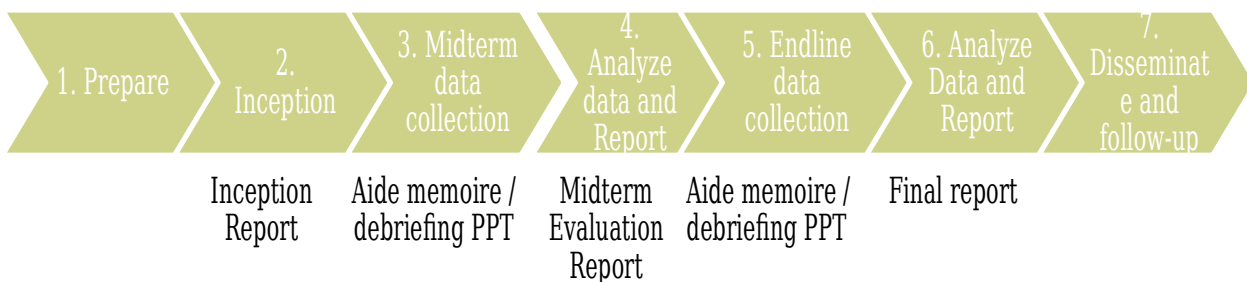 1. Prepare
2.
Inception
3. Midterm
data
collection
4.
Analyze
data and
Report
5. Endline
data
collection
6. Analyze
Data and
Report
7.
Disseminat
e and
follow-up
Inception
Report
Aide memoire /
debriefing PPT
Midterm
Evaluation
Report
Aide memoire /
debriefing PPT
Final report